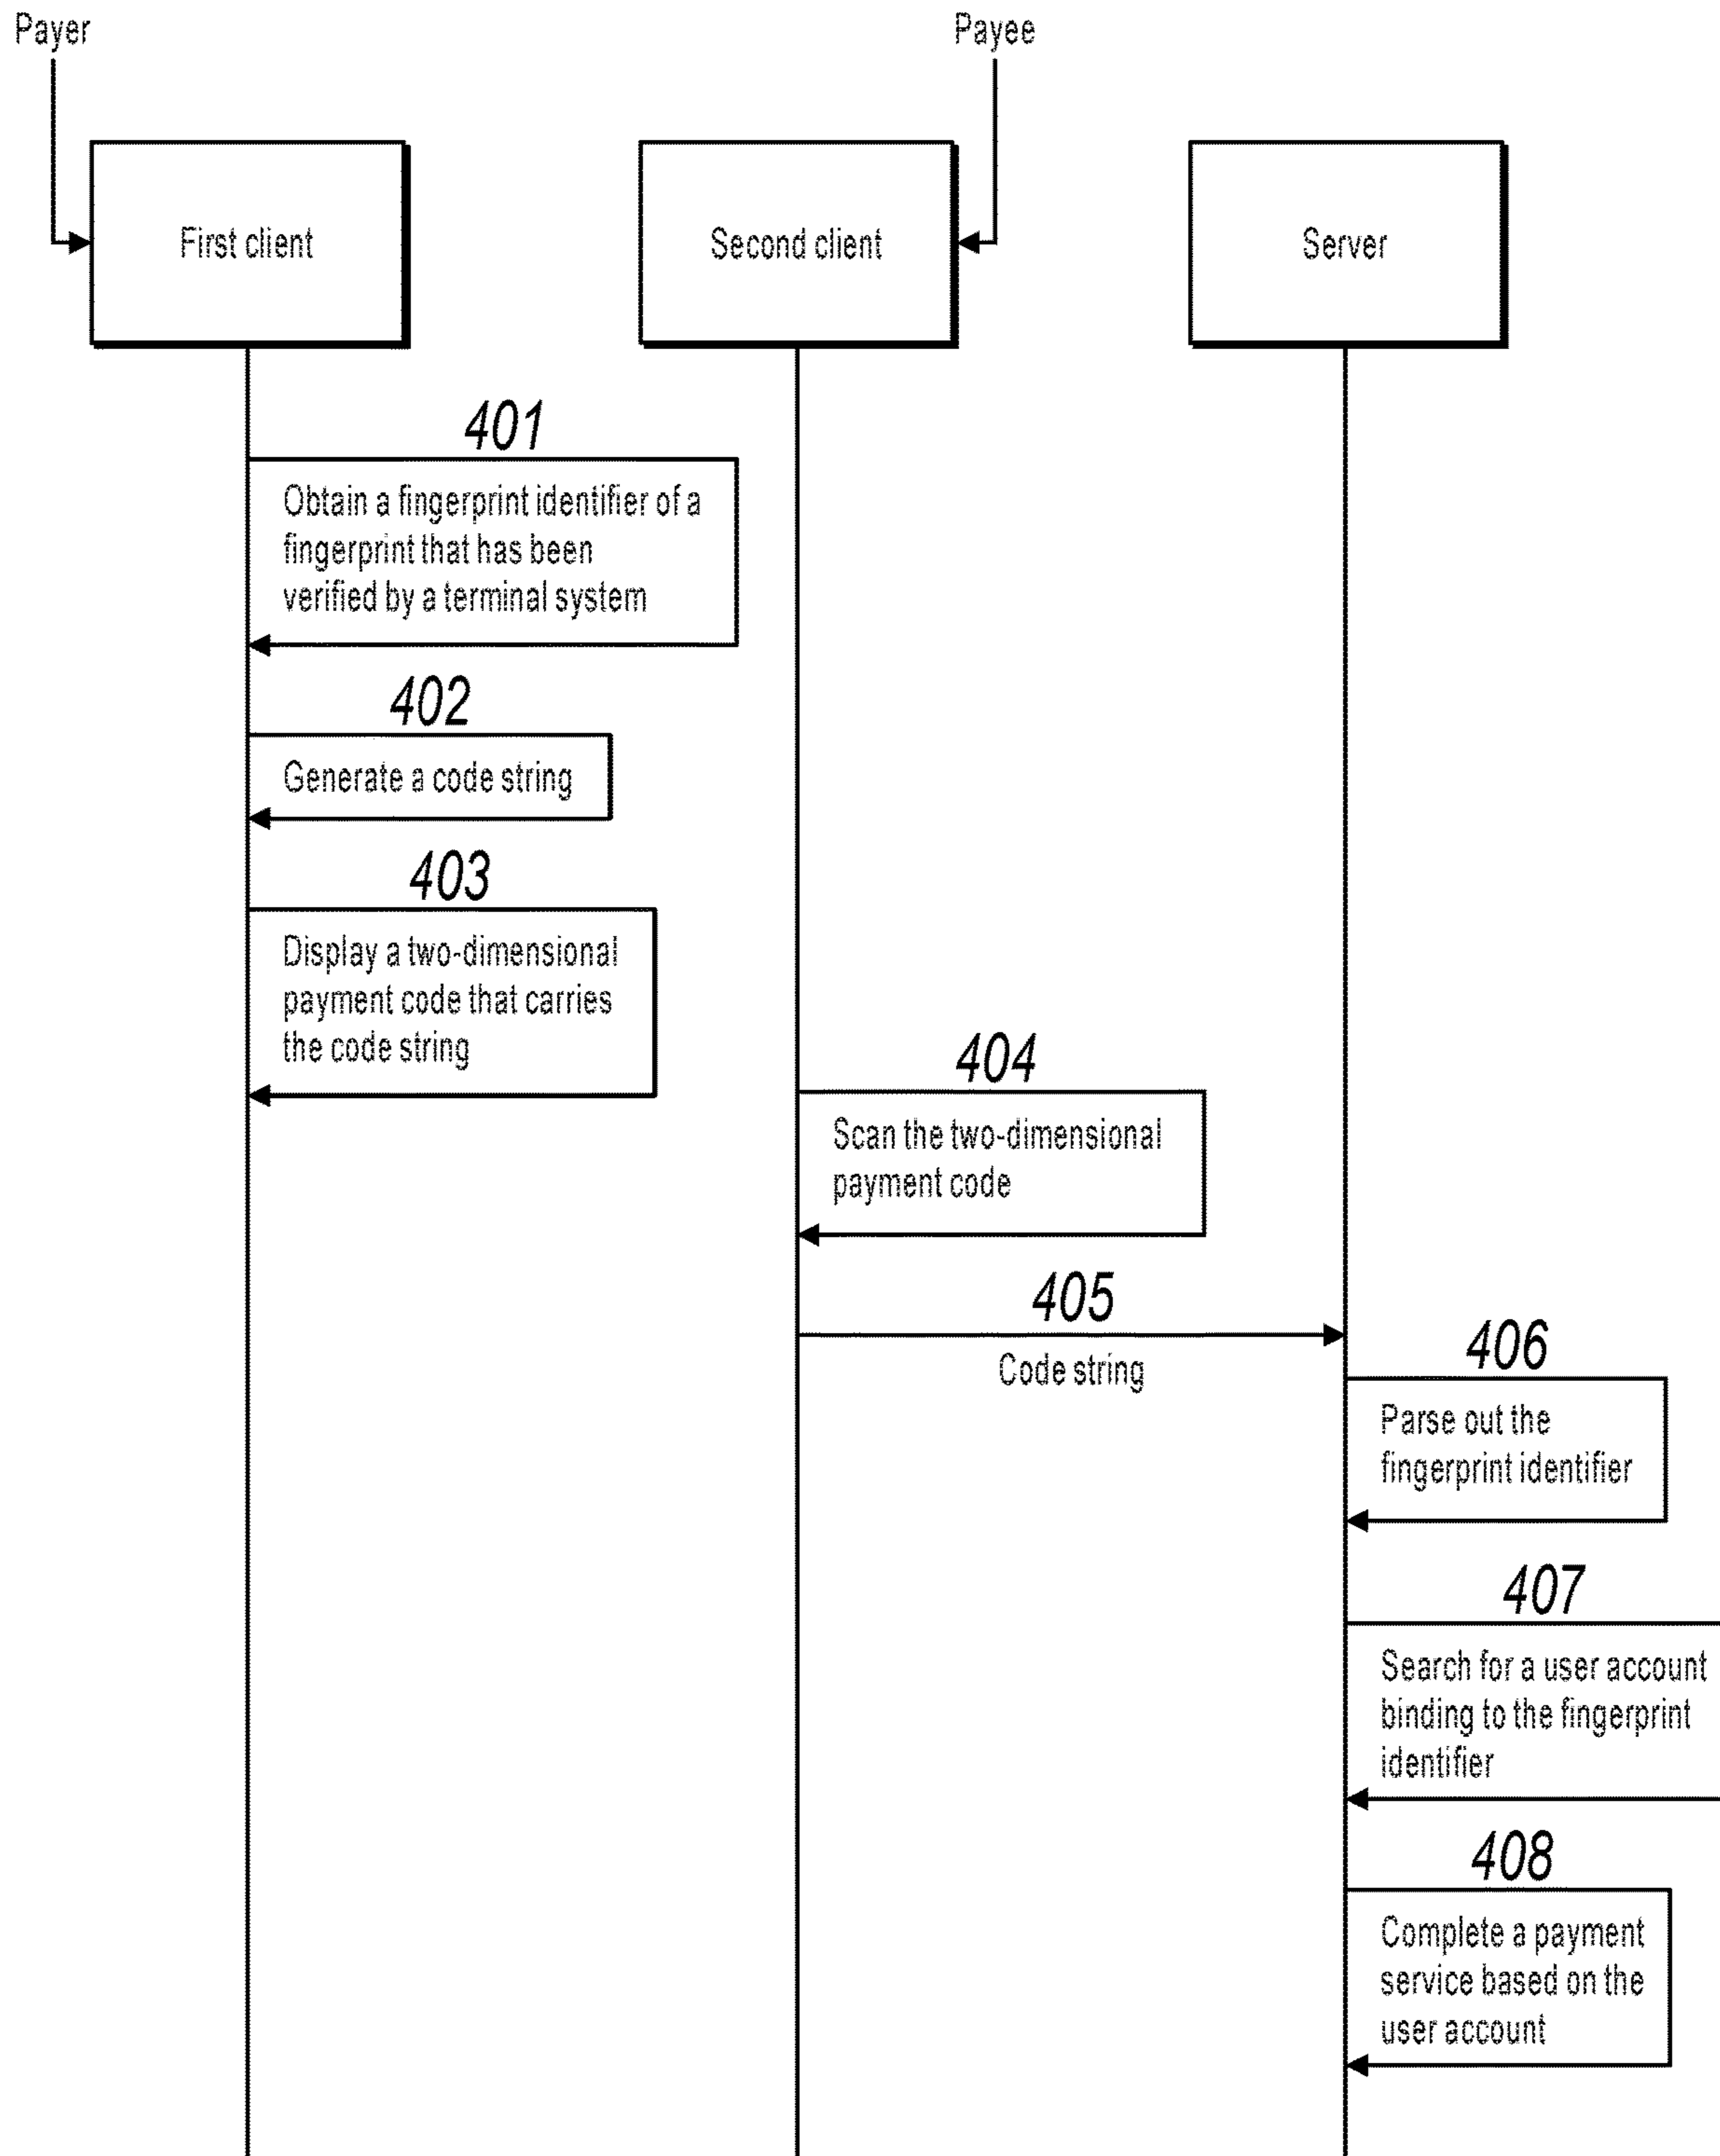 Payer
Payee
First client
Second client
Server
401
Obtain a fingerprint identifier of a
fingerprint that has been
verified by a terminal system
402
Generate a code string
403
Display a two-dimensional
payment code that carries
the code string
404
Scan the two-dimensional
payment code
405
Code string
406
Parse out the
fingerprint identifier
407
Search for a user account
binding to the fingerprint
identifier
408
Complete a payment
service based on the
user account